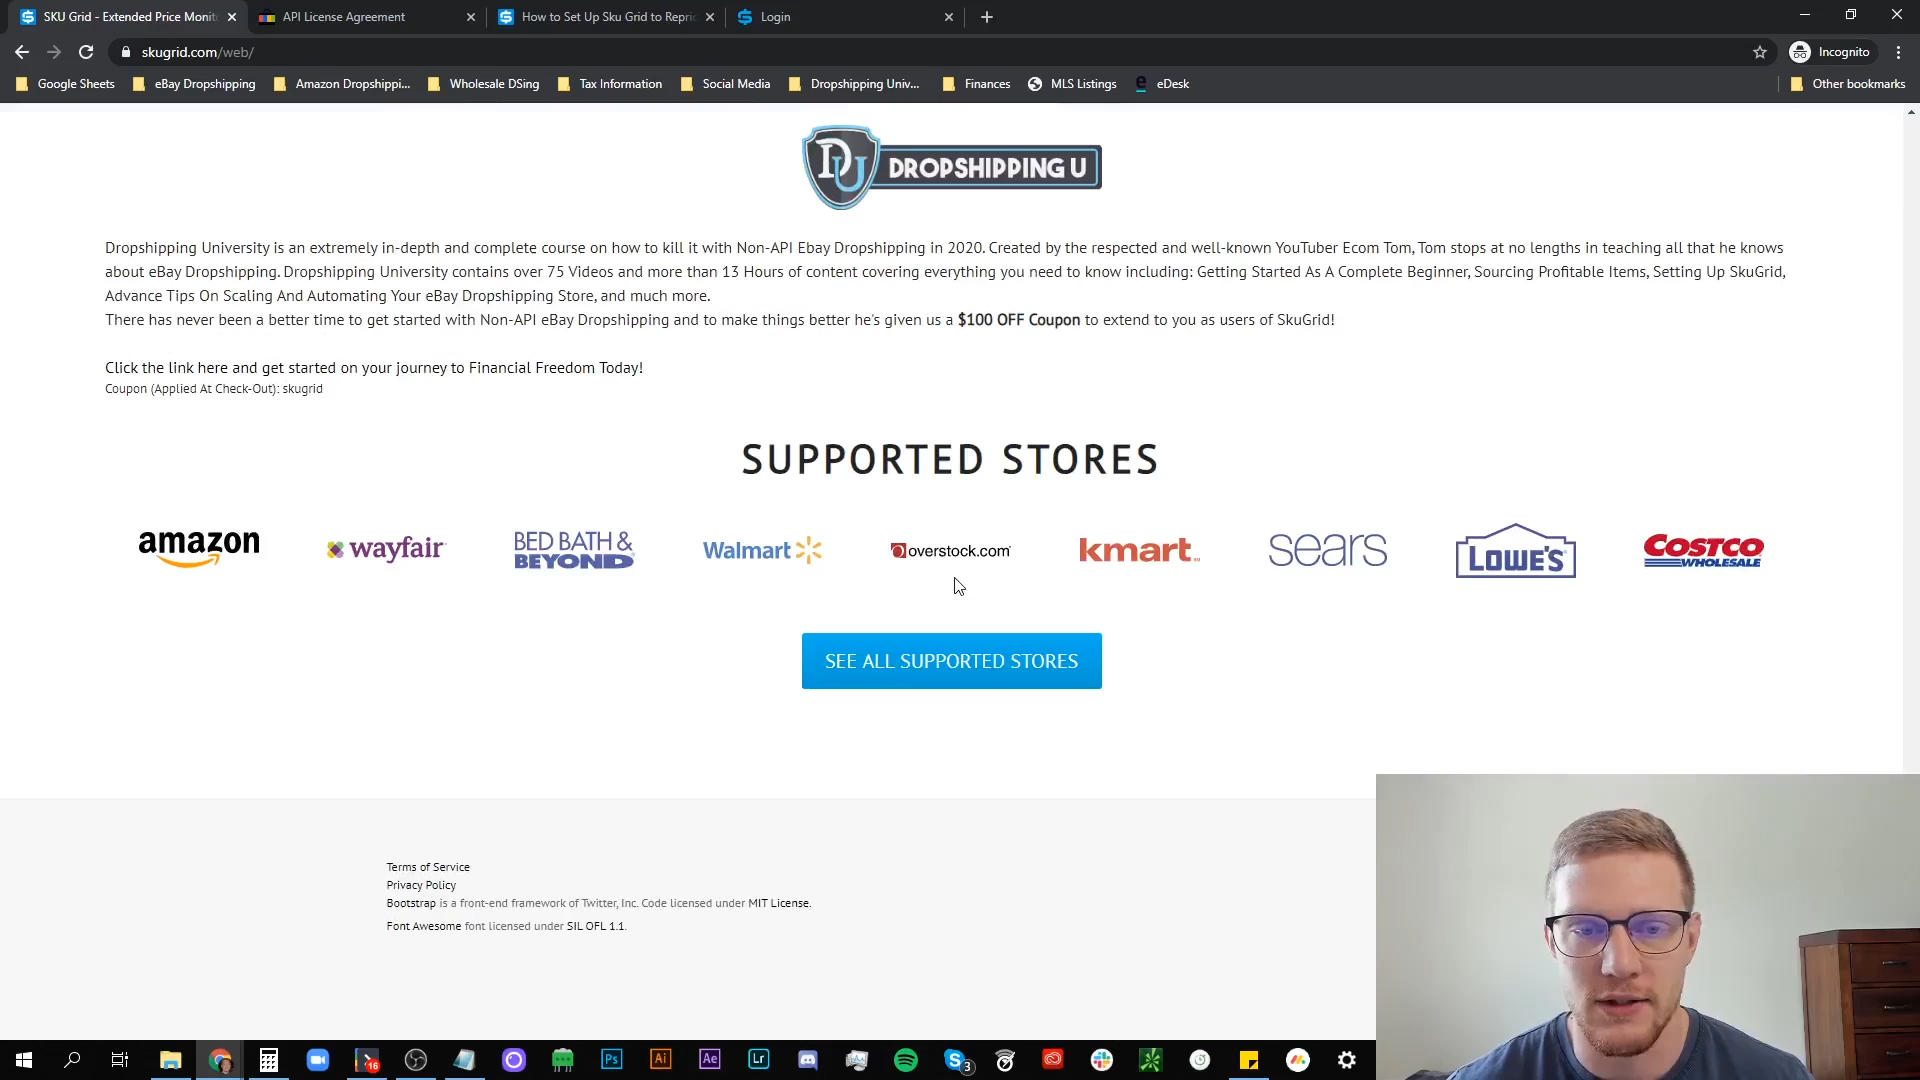 SKU Grid - Extended Price Monit
API License Agreement
How to Set Up Sku Grid to Repri
Login
skugrid.com/web/
Incognito
Google Sheets
eBay Dropshipping
Amazon Dropshippi...
Wholesale DSing
Tax Information
Social Media
Dropshipping Univ...
Finances
MLS Listings
eDesk
Other bookmarks
DU DROPSHIPPING U
Dropshipping University is an extremely in-depth and complete course on how to kill it with Non-API Ebay Dropshipping in 2020. Created by the respected and well-known YouTuber Ecom Tom, Tom stops at no lengths in teaching all that he knows
about eBay Dropshipping. Dropshipping University contains over 75 Videos and more than 13 Hours of content covering everything you need to know including: Getting Started As A Complete Beginner, Sourcing Profitable Items, Setting Up SkuGrid,
Advance Tips On Scaling And Automating Your eBay Dropshipping Store, and much more.
There has never been a better time to get started with Non-API eBay Dropshipping and to make things better he's given us a $100 OFF Coupon to extend to you as users of SkuGrid!
Click the link here and get started on your journey to Financial Freedom Today!
Coupon (Applied At Check-Out): skugrid
SUPPORTED STORES
amazon
wayfair
BED BATH &
BEYOND
Walmart
overstock.com
kmart
sears
LOWE'S
COSTCO
WHOLESALE
SEE ALL SUPPORTED STORES
Terms of Service
Privacy Policy
Bootstrap is a front-end framework of Twitter, Inc. Code licensed under MIT License.
Font Awesome font licensed under SIL OFL 1.1.
16
Ps
Ai
Ae
Lr
3